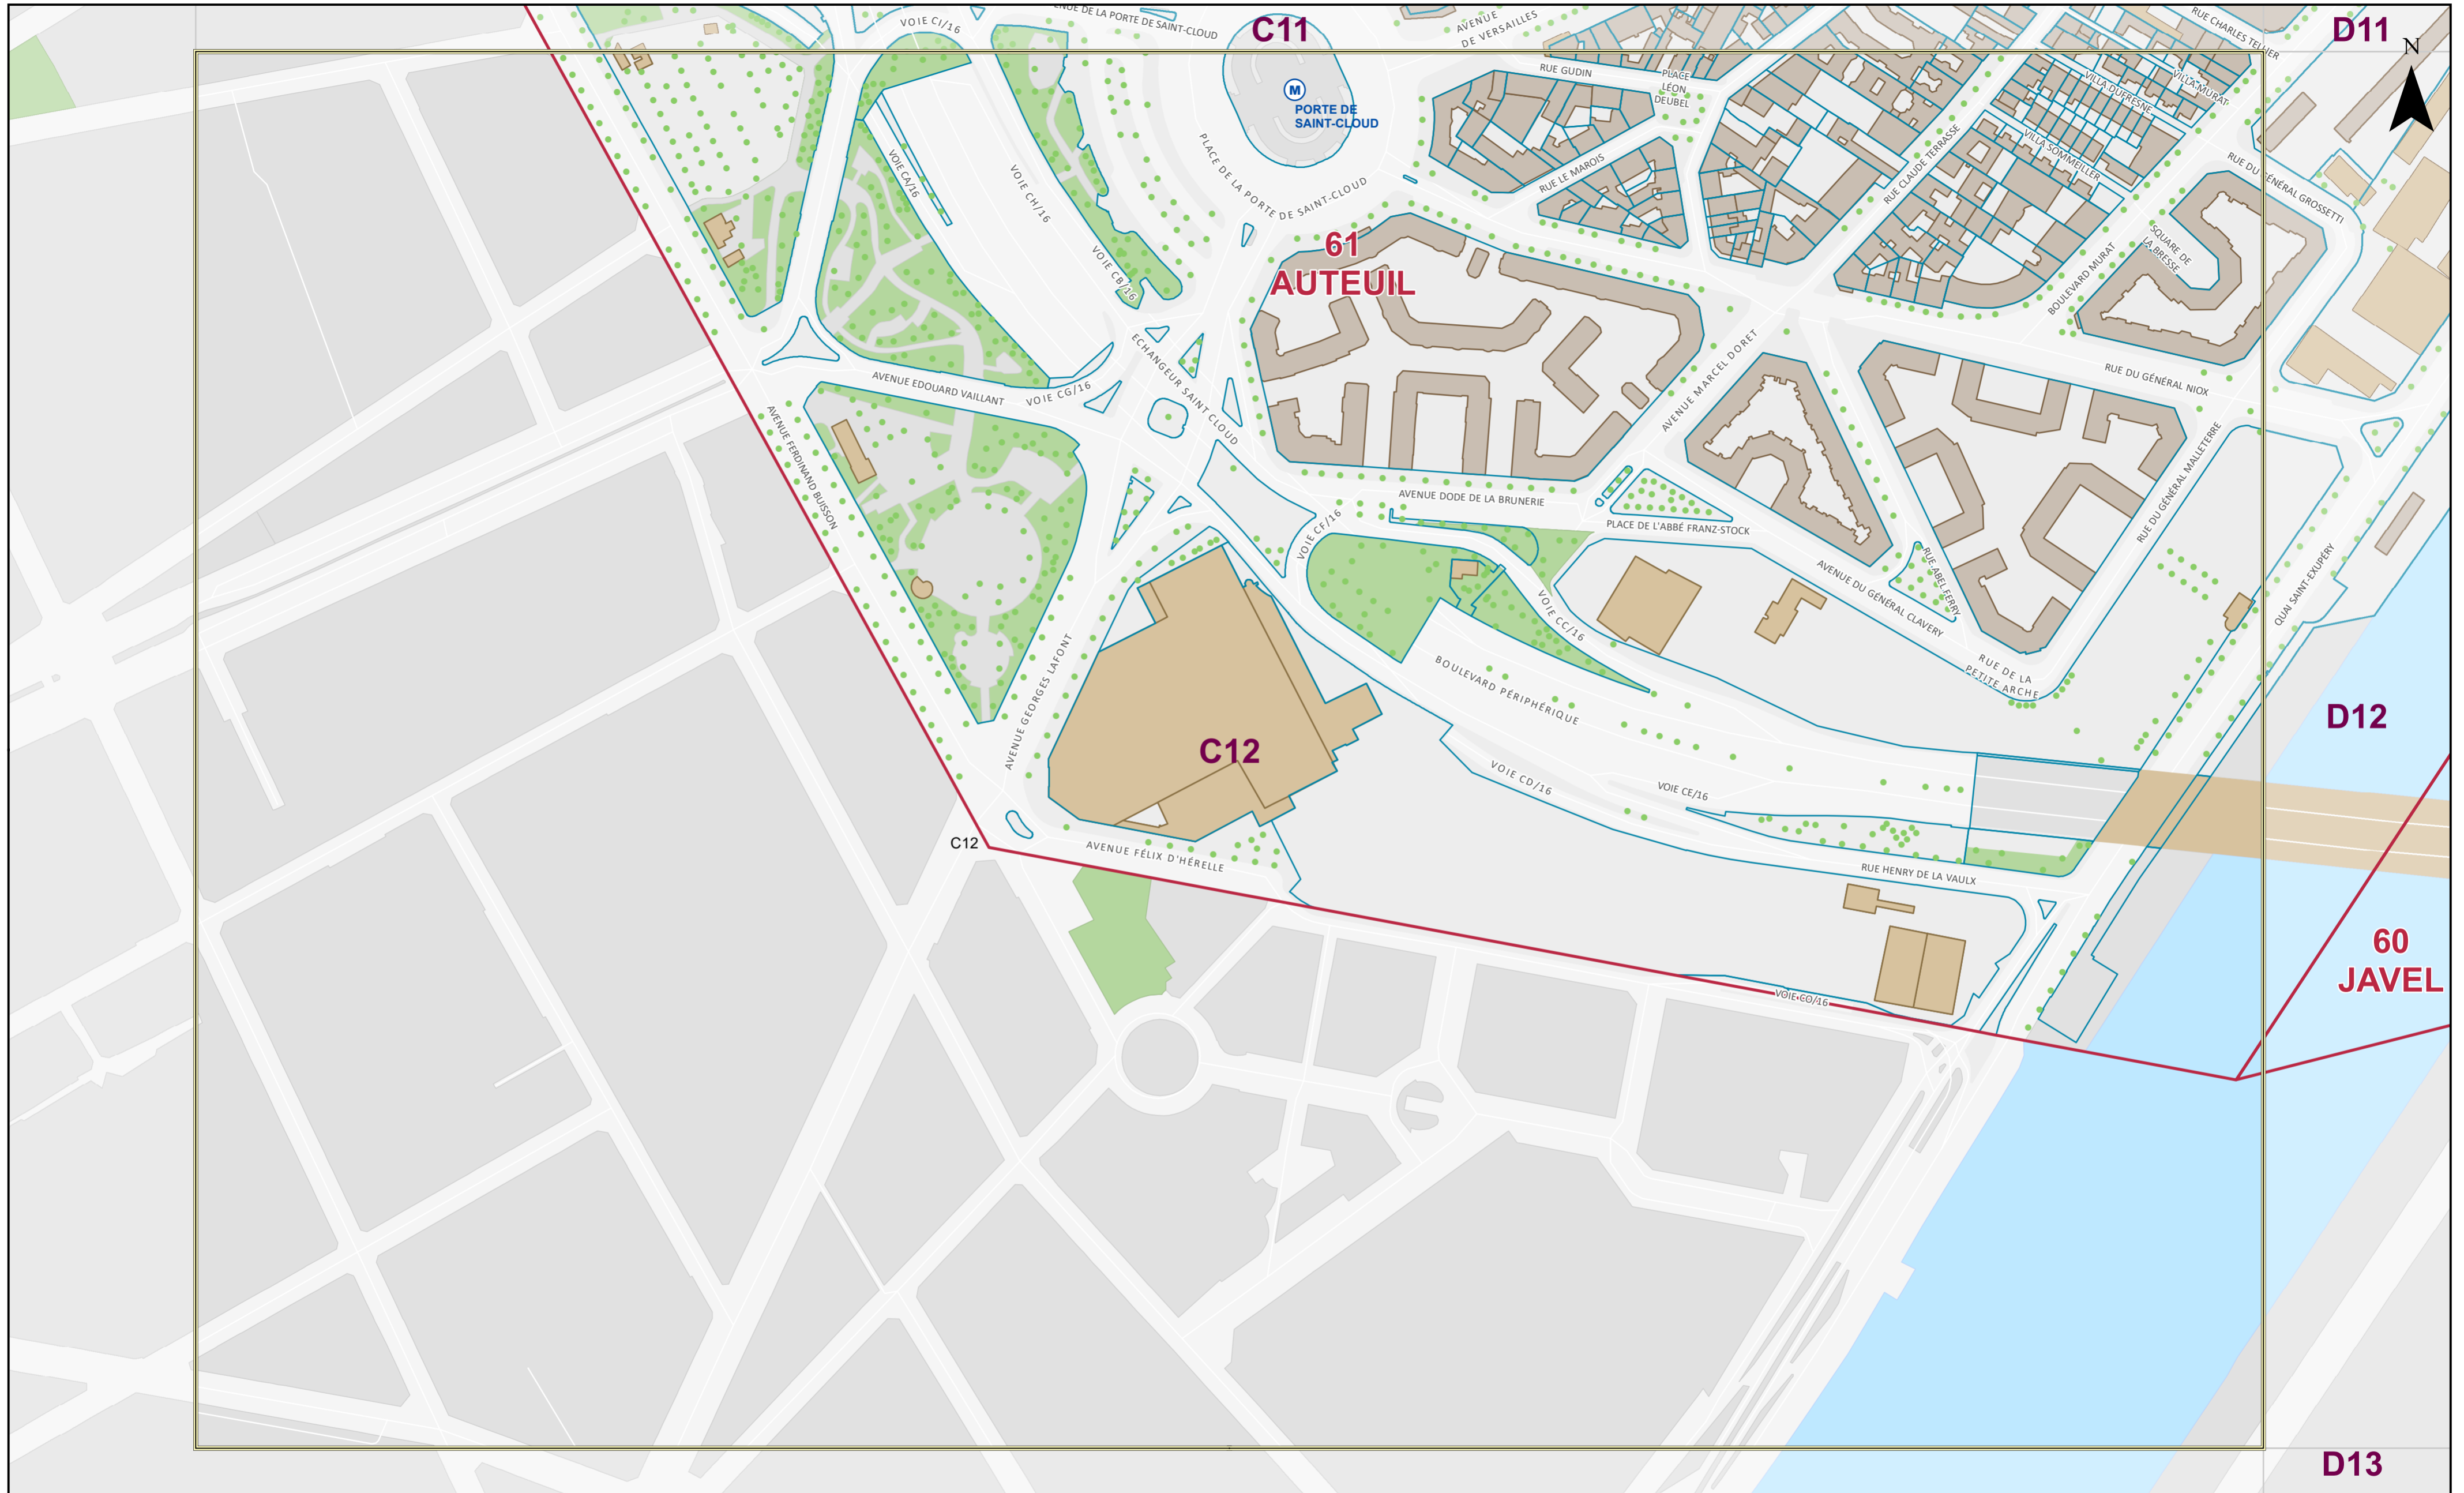 VOIE CI/16
AVENUE DE LA PORTE DE SAINT-CLOUD
C11
AVENUE
DE VERSAILLES
RUE CHARLES TELLIER
D11
N
M
PORTE DE
SAINT-CLOUD
RUE GUDIN
PLACE
LÉON
DEUBEL
VILLA DUFRESNE
VILLA MURAT
VOIE CA/16
VOIE CH/16
PLACE DE LA PORTE DE SAINT-CLOUD
RUE LE MAROIS
RUE CLAUDE TERRASSE
VILLA SOMMEILLER
RUE DU GÉNÉRAL GROSSETTI
61
AUTEUIL
VOIE CB/16
BOULEVARD MURAT
SQUARE DE
LA BRESSE
ECHANGEUR SAINT CLOUD
AVENUE EDOUARD VAILLANT
VOIE CG/16
AVENUE MARCEL DORET
RUE DU GÉNÉRAL NIOX
AVENUE FERDINAND BUISSON
AVENUE DODE DE LA BRUNERIE
PLACE DE L'ABBÉ FRANZ-STOCK
RUE DU GÉNÉRAL MALLETERRE
VOIE CF/16
VOIE CC/16
AVENUE DU GÉNÉRAL CLAVERY
RUE ABEL FERRY
QUAI SAINT-EXUPÉRY
AVENUE GEORGES LAFONT
BOULEVARD PÉRIPHÉRIQUE
RUE DE LA
PETITE ARCHE
D12
C12
VOIE CD/16
VOIE CE/16
C12
AVENUE FÉLIX D'HÉRELLE
RUE HENRY DE LA VAULX
60
JAVEL
VOIE CO/16
D13